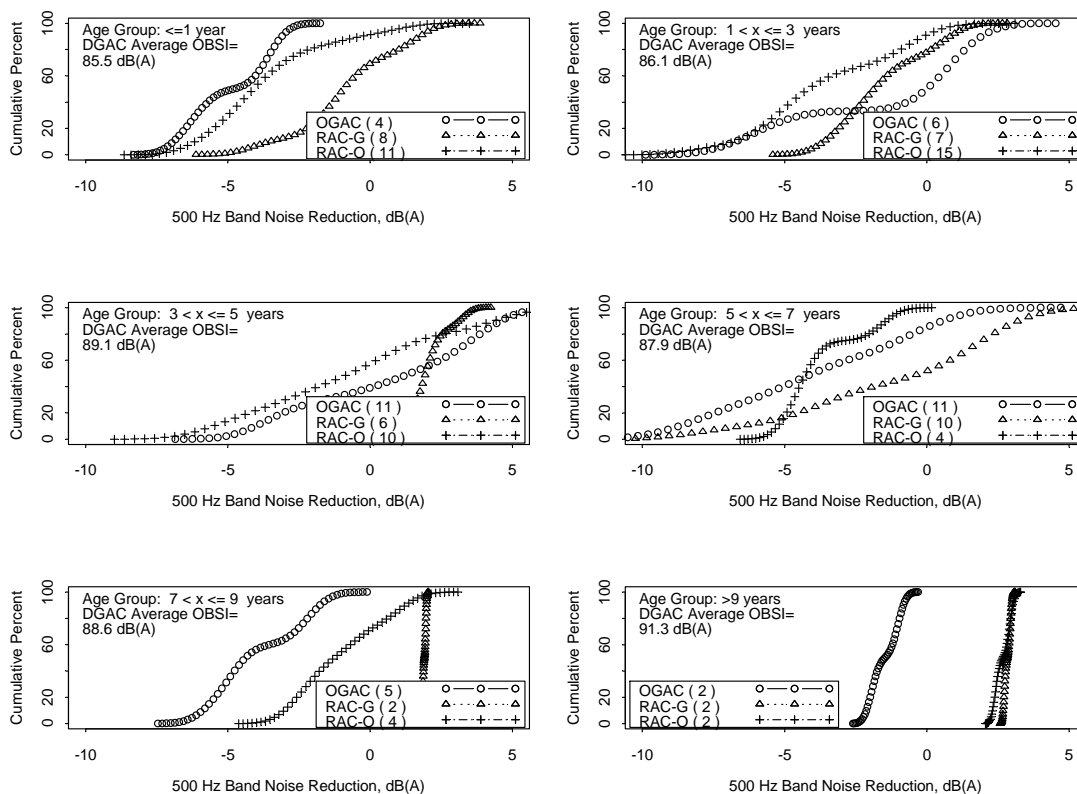 Age Group: <=1 year
DGAC Average OBSI=
85.5 dB(A)
OGAC ( 4 )
RAC-G ( 8 )
RAC-O ( 11 )
Cumulative Percent
0 20 60 100
-10 -5 0 5
500 Hz Band Noise Reduction, dB(A)
Age Group: 1 < x <= 3 years
DGAC Average OBSI=
86.1 dB(A)
OGAC ( 6 )
RAC-G ( 7 )
RAC-O ( 15 )
Cumulative Percent
0 20 60 100
-10 -5 0 5
500 Hz Band Noise Reduction, dB(A)
Age Group: 3 < x <= 5 years
DGAC Average OBSI=
89.1 dB(A)
OGAC ( 11 )
RAC-G ( 6 )
RAC-O ( 10 )
Cumulative Percent
0 20 60 100
-10 -5 0 5
500 Hz Band Noise Reduction, dB(A)
Age Group: 5 < x <= 7 years
DGAC Average OBSI=
87.9 dB(A)
OGAC ( 11 )
RAC-G ( 10 )
RAC-O ( 4 )
Cumulative Percent
0 20 60 100
-10 -5 0 5
500 Hz Band Noise Reduction, dB(A)
Age Group: 7 < x <= 9 years
DGAC Average OBSI=
88.6 dB(A)
OGAC ( 5 )
RAC-G ( 2 )
RAC-O ( 4 )
Cumulative Percent
0 20 60 100
-10 -5 0 5
500 Hz Band Noise Reduction, dB(A)
Age Group: >9 years
DGAC Average OBSI=
91.3 dB(A)
OGAC ( 2 )
RAC-G ( 2 )
RAC-O ( 2 )
Cumulative Percent
0 20 60 100
-10 -5 0 5
500 Hz Band Noise Reduction, dB(A)